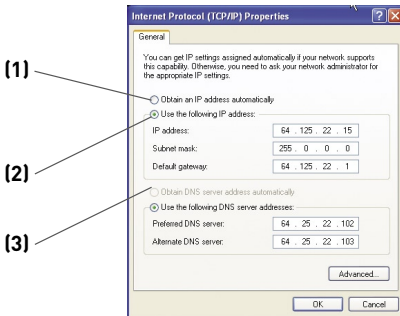 Internet Protocol (TCP/IP) Properties
General
You can get IP settings assigned automatically if your network supports
this capability. Otherwise, you need to ask your network administrator for
the appropriate IP settings.
(1)
Obtain an IP address automatically
Use the following IP address:
IP address: 64 . 125 . 22 . 15
(2)
Subnet mask: 255 . 0 . 0 . 0
Default gateway: 64 . 125 . 22 . 1
Obtain DNS server address automatically
Use the following DNS server addresses:
(3)
Preferred DNS server: 64 . 25 . 22 . 102
Alternate DNS server: 64 . 25 . 22 . 103
Advanced...
OK Cancel